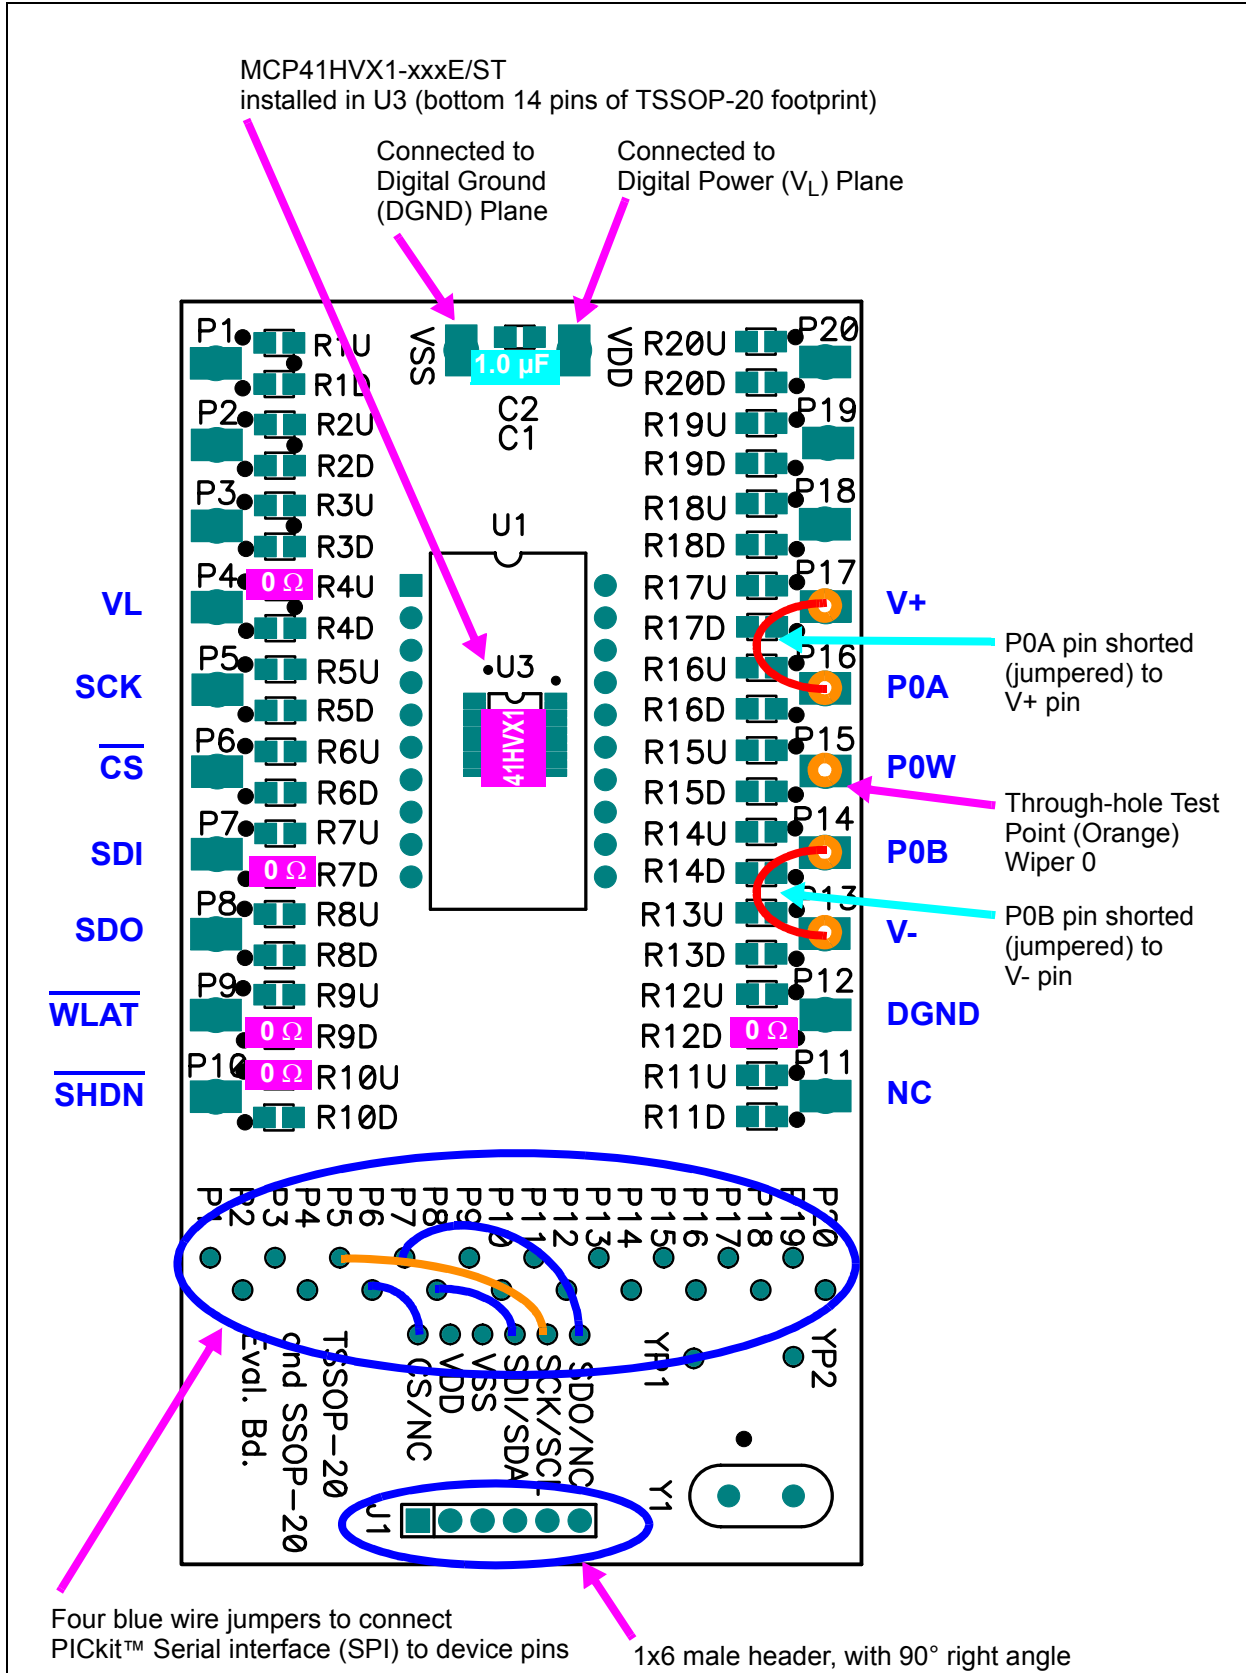 MCP41HVX1-xxxE/ST
installed in U3 (bottom 14 pins of TSSOP-20 footprint)
Connected to
Digital Ground
(DGND) Plane
Connected to
Digital Power (VL) Plane
P1
R1U
R1D
P2
R2U
R2D
P3
R3U
R3D
VL
P4
0 Ω
R4U
R4D
SCK
P5
R5U
R5D
CS
P6
R6U
R6D
SDI
P7
R7U
0 Ω
R7D
SDO
P8
R8U
R8D
WLAT
P9
R9U
0 Ω
R9D
SHDN
P10
0 Ω
R10U
R10D
VSS
1.0 µF
VDD
C2
C1
U1
U3
41HVX1
R20U
P20
R20D
R19U
P19
R19D
R18U
P18
R18D
R17U
P17
V+
R17D
R16U
P16
P0A
R16D
R15U
P15
P0W
R15D
R14U
P14
P0B
R14D
R13U
P13
V-
R13D
R12U
P12
DGND
R12D
0 Ω
R11U
P11
NC
R11D
P0A pin shorted
(jumpered) to
V+ pin
Through-hole Test
Point (Orange)
Wiper 0
P0B pin shorted
(jumpered) to
V- pin
P1
P2
P3
P4
P5
P6
P7
P8
P9
P10
P11
P12
P13
P14
P15
P16
P17
P18
P19
P20
TSSOP-20
and SSOP-20
Eval. Bd.
CS/NC
VDD
VSS
SDI/SDA
SCK/SCL
SDO/NC
YP1
YP2
J1
Y1
Four blue wire jumpers to connect
PICkit™ Serial interface (SPI) to device pins
1x6 male header, with 90° right angle